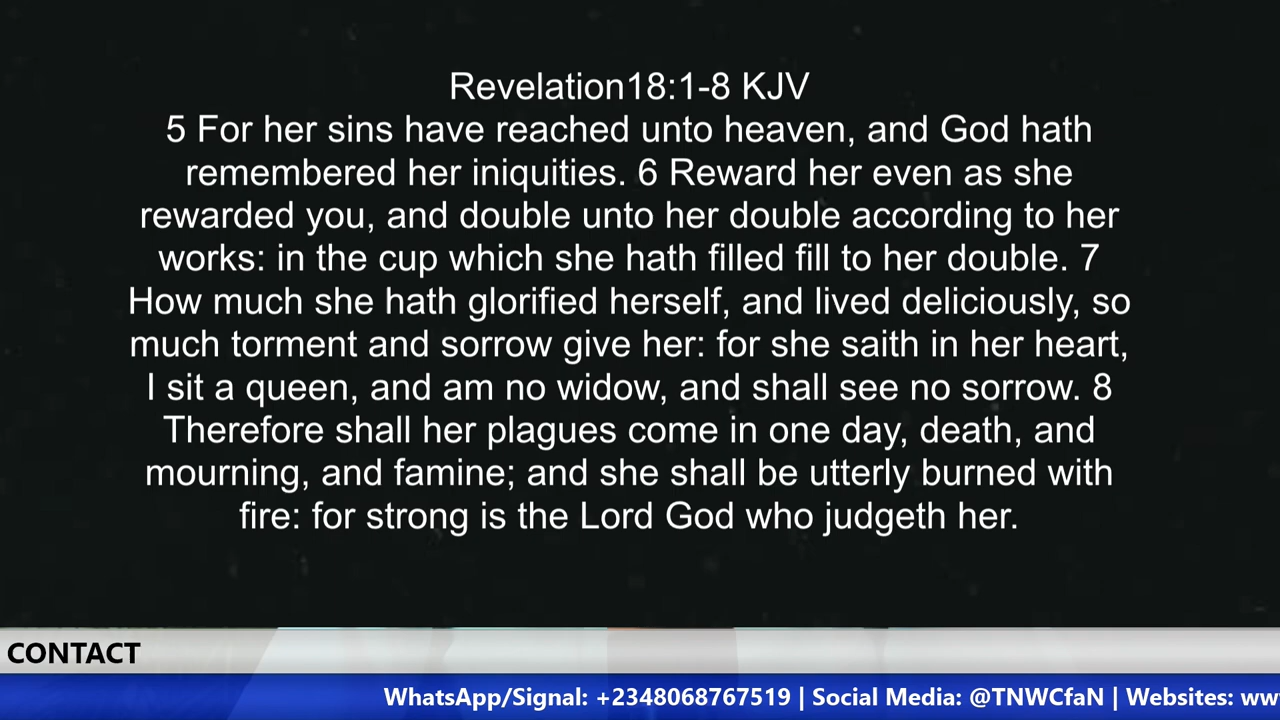 Revelation18:1-8 KJV
5 For her sins have reached unto heaven, and God hath
remembered her iniquities. 6 Reward her even as she
rewarded you, and double unto her double according to her
works: in the cup which she hath filled fill to her double. 7
How much she hath glorified herself, and lived deliciously, so
much torment and sorrow give her: for she saith in her heart,
I sit a queen, and am no widow, and shall see no sorrow. 8
Therefore shall her plagues come in one day, death, and
mourning, and famine; and she shall be utterly burned with
fire: for strong is the Lord God who judgeth her.
CONTACT
WhatsApp/Signal: +2348068767519 | Social Media: @TNWCfaN | Websites: